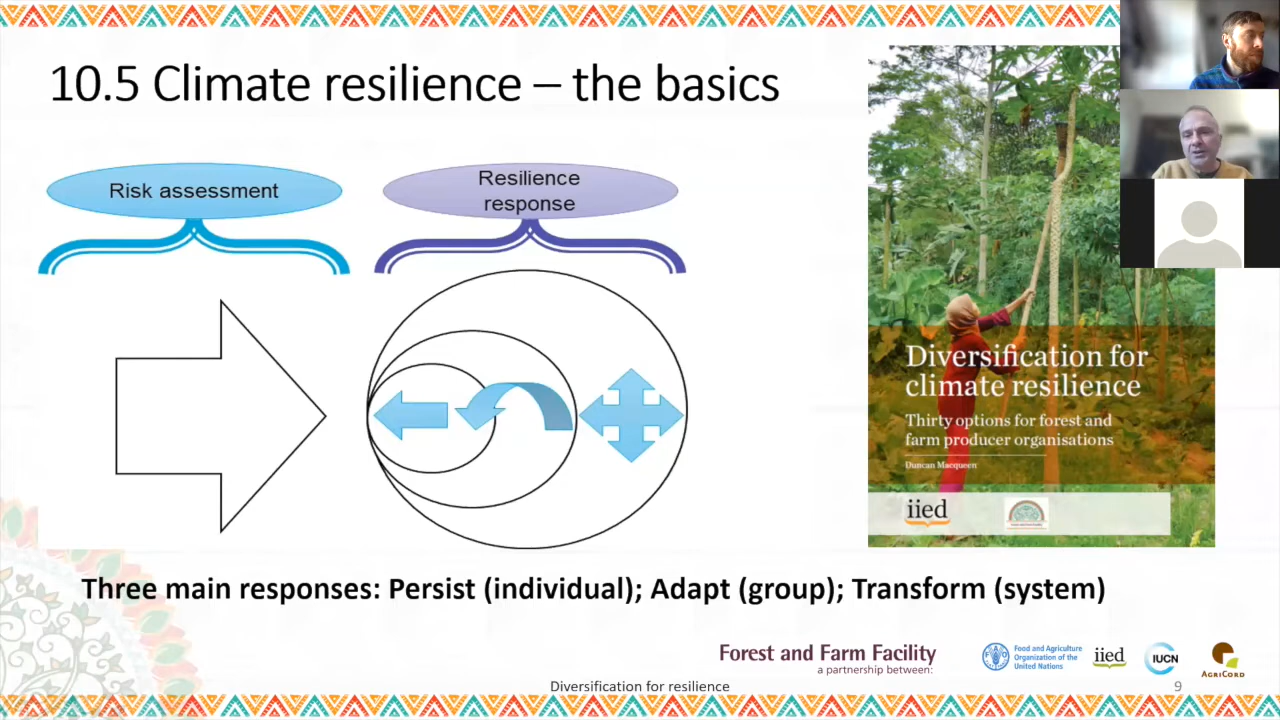 10.5 Climate resilience – the basics
Risk assessment
Resilience
response
Diversification for
climate resilience
Thirty options for forest and
farm producer organisations
Duncan Macqueen
iied
Three main responses: Persist (individual); Adapt (group); Transform (system)
Forest and Farm Facility
a partnership between:
Food and Agriculture
Organization of the
United Nations
iied
IUCN
AGRICORD
Diversification for resilience
9